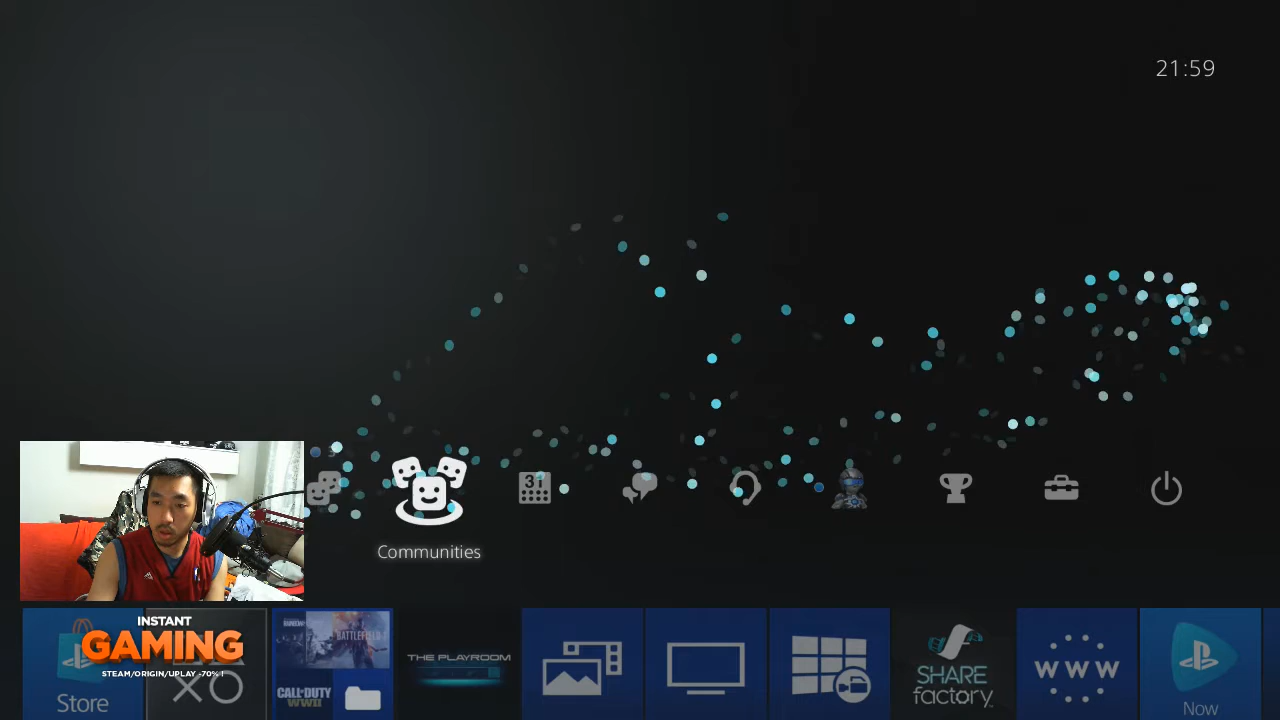 21:59
31
Communities
INSTANT
GAMING
STEAM/ORIGIN/UPLAY -70% !
Store
BATTLEFIELD
CALL·DUTY
WWII
THE PLAYROOM
SHARE
factory
www
Now